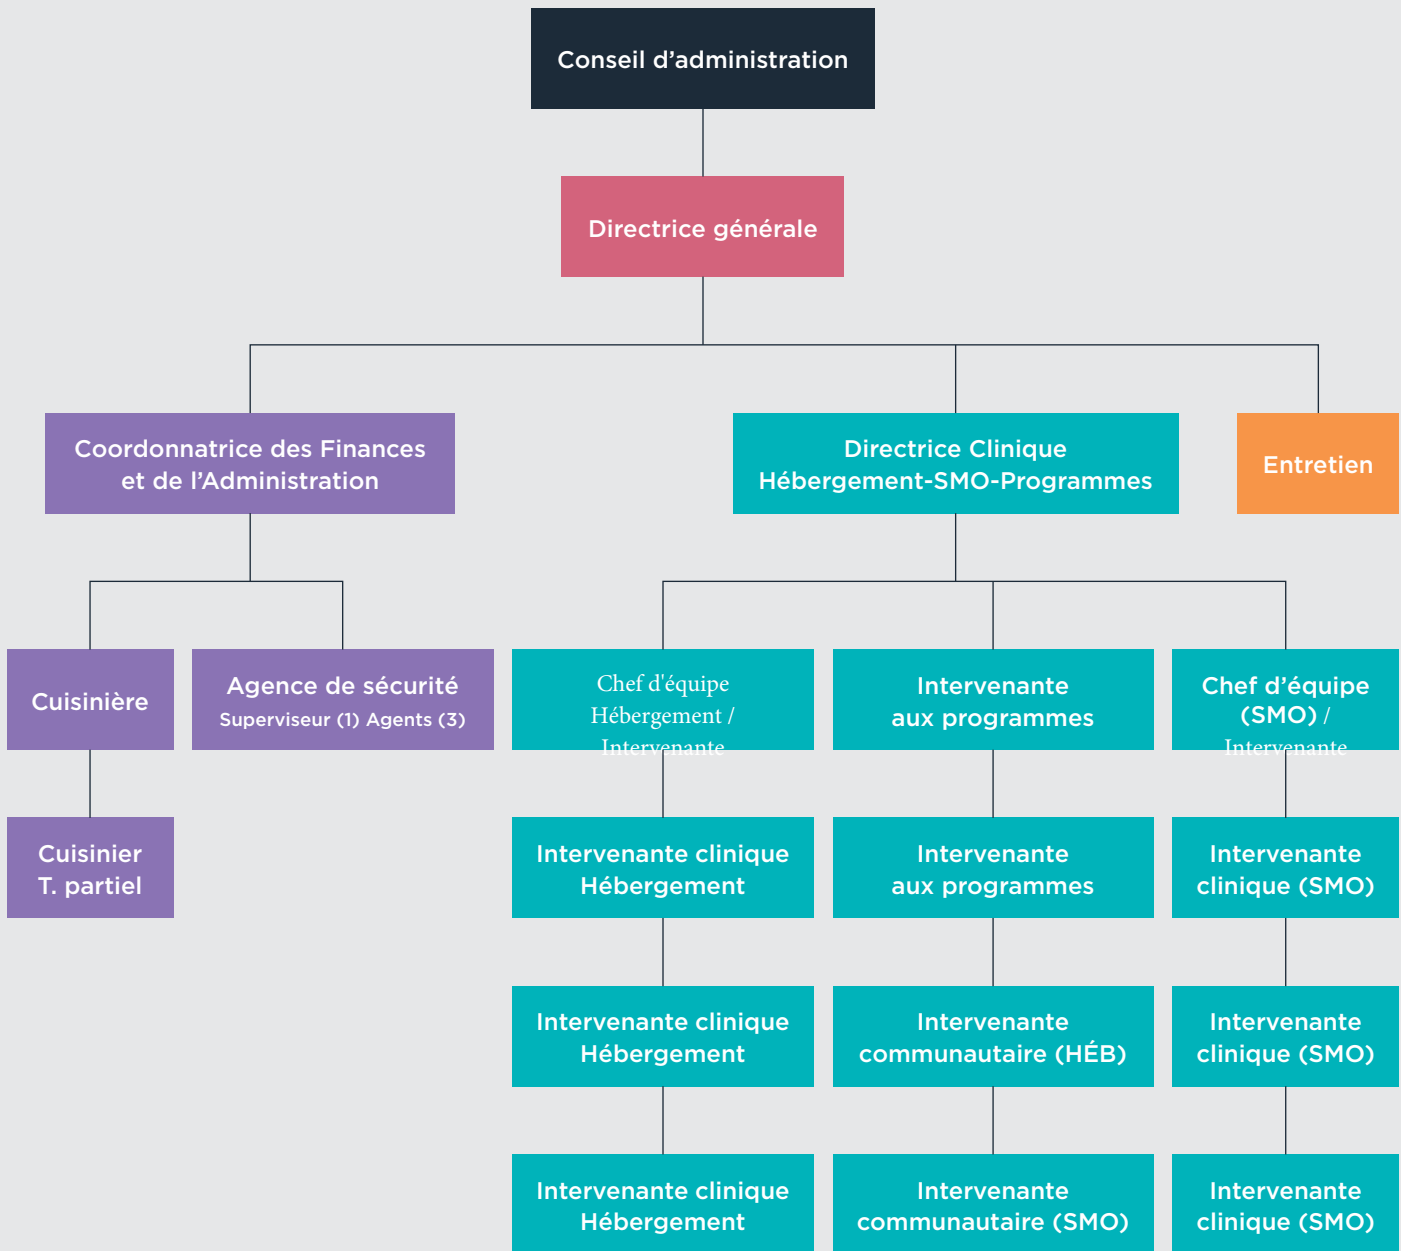 Conseil d’administration
Directrice générale
Coordonnatrice des Finances
et de l’Administration
Directrice Clinique
Hébergement-SMO-Programmes
Entretien
Cuisinière
Agence de sécurité
Superviseur (1) Agents (3)
Chef d'équipe
Hébergement /
Intervenante
Intervenante
aux programmes
Chef d’équipe
(SMO) /
Intervenante
Cuisinier
T. partiel
Intervenante clinique
Hébergement
Intervenante
aux programmes
Intervenante
clinique (SMO)
Intervenante clinique
Hébergement
Intervenante
communautaire (HÉB)
Intervenante
clinique (SMO)
Intervenante clinique
Hébergement
Intervenante
communautaire (SMO)
Intervenante
clinique (SMO)